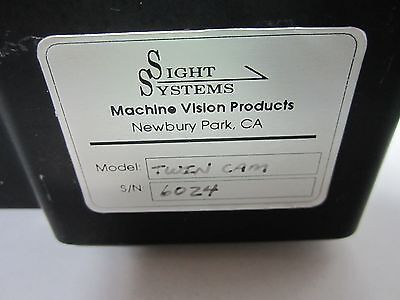 SIGHT
SYSTEMS
Machine Vision Products
Newbury Park, CA
Model: TWIN CAM
S/N: 6024